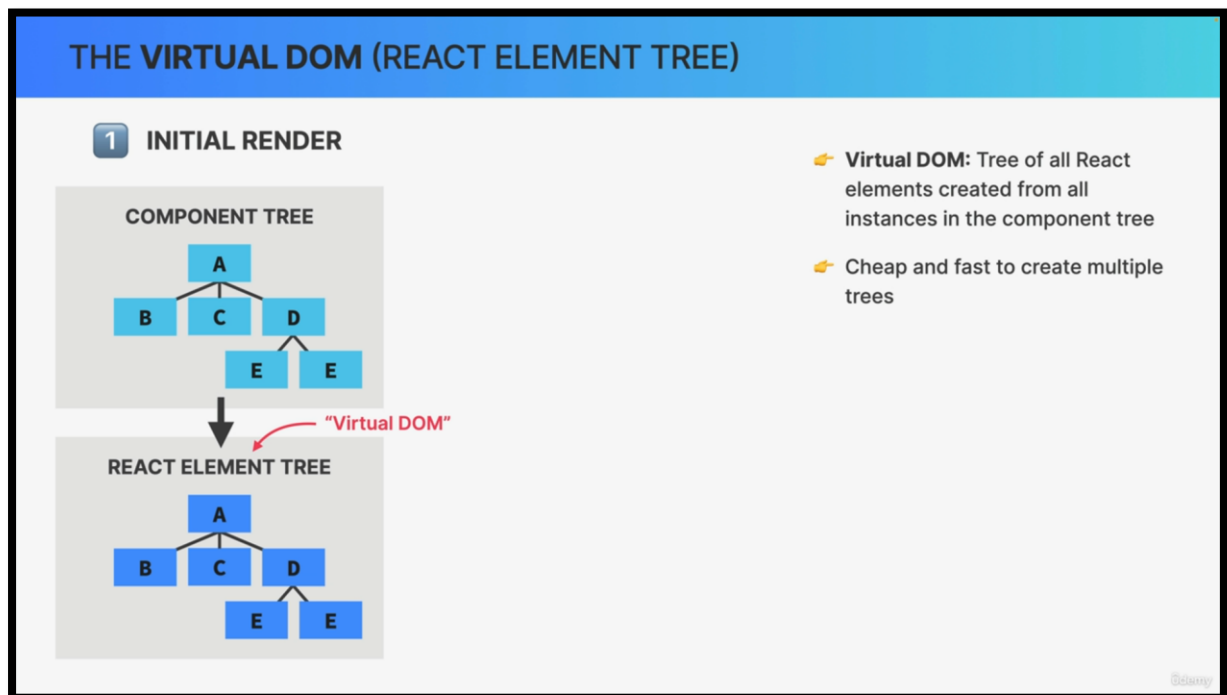 THE VIRTUAL DOM (REACT ELEMENT TREE)
1 INITIAL RENDER
COMPONENT TREE
A
B C D
E E
"Virtual DOM"
REACT ELEMENT TREE
A
B C D
E E
Virtual DOM: Tree of all React
elements created from all
instances in the component tree
Cheap and fast to create multiple
trees
Udemy